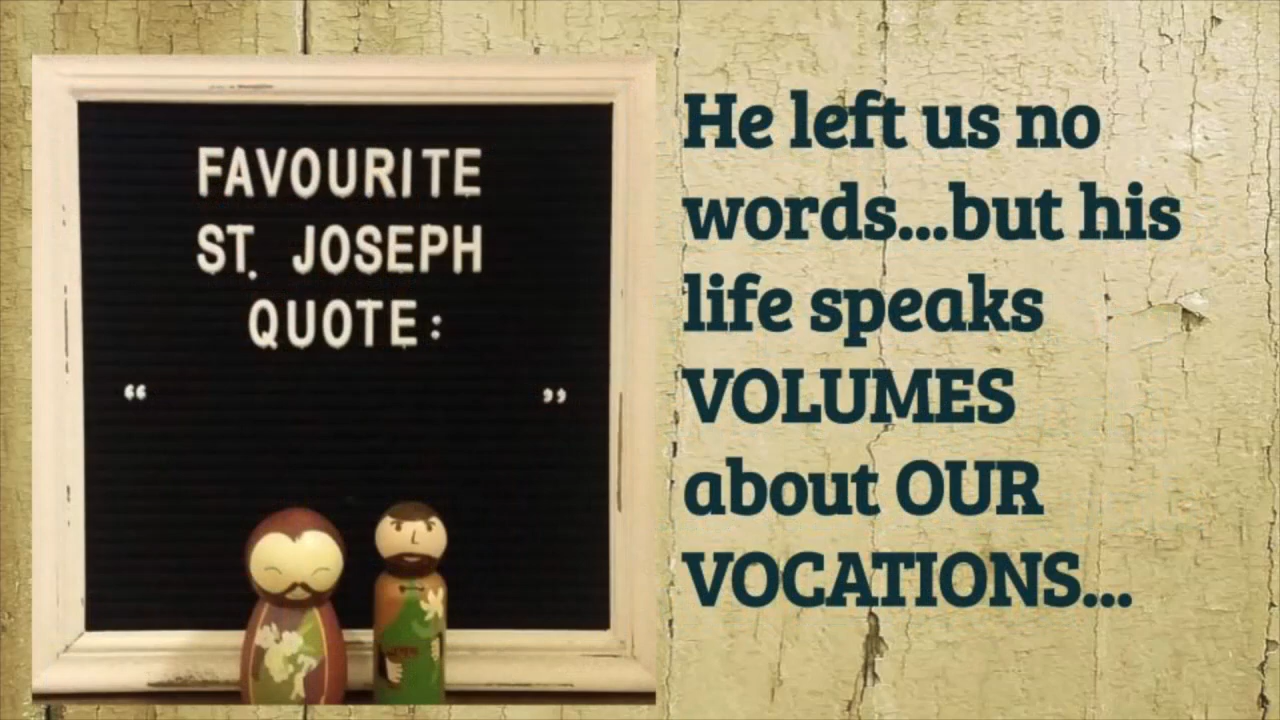 FAVOURITE
ST. JOSEPH
QUOTE:
“ ”
He left us no
words...but his
life speaks
VOLUMES
about OUR
VOCATIONS...